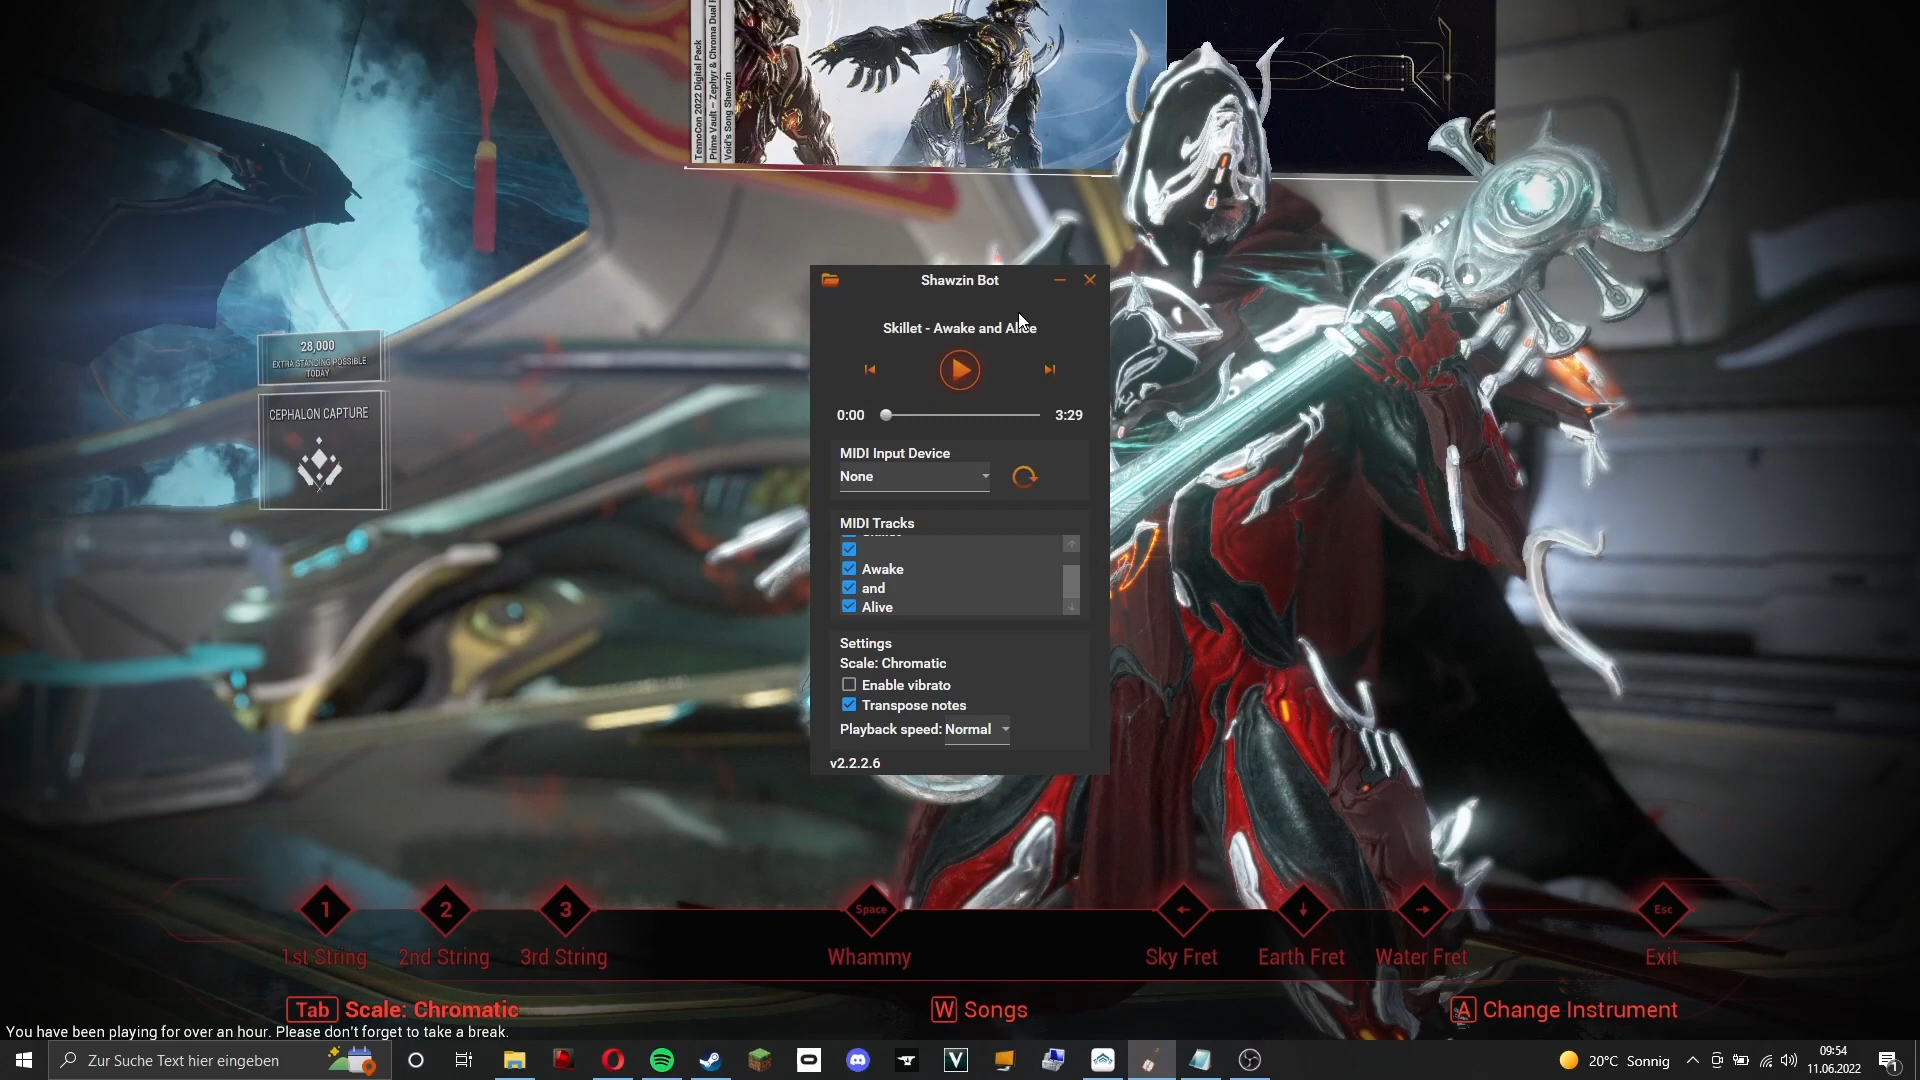 TennoCon 2022 Digital Pack
Prime Vault – Zephyr & Chroma Dual
Void's Song Shawzin
28,000
EXTRA STANDING POSSIBLE
TODAY
CEPHALON CAPTURE
Shawzin Bot
Skillet - Awake and Alice
0:00
3:29
MIDI Input Device
None
MIDI Tracks
Awake
and
Alive
Settings
Scale: Chromatic
Enable vibrato
Transpose notes
Playback speed: Normal
v2.2.2.6
1 2 3 Space ← ↓ → Esc
1st String 2nd String 3rd String Whammy Sky Fret Earth Fret Water Fret Exit
Tab Scale: Chromatic W Songs A Change Instrument
You have been playing for over an hour. Please don't forget to take a break.
Zur Suche Text hier eingeben
20°C Sonnig
09:54
11.06.2022
1